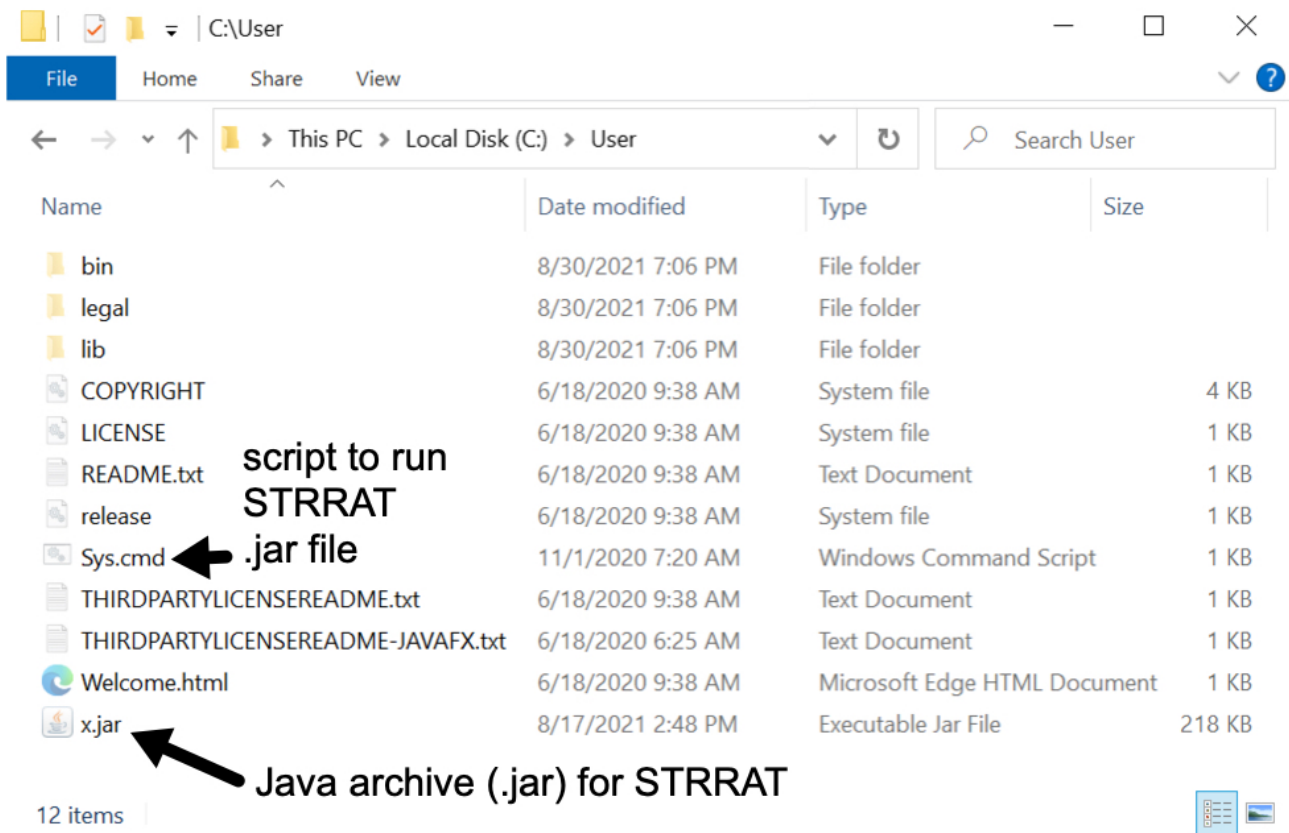 C:\User
File Home Share View
This PC > Local Disk (C:) > User
Search User
Name Date modified Type Size
bin 8/30/2021 7:06 PM File folder
legal 8/30/2021 7:06 PM File folder
lib 8/30/2021 7:06 PM File folder
COPYRIGHT 6/18/2020 9:38 AM System file 4 KB
LICENSE 6/18/2020 9:38 AM System file 1 KB
script to run
README.txt 6/18/2020 9:38 AM Text Document 1 KB
STRRAT
release 6/18/2020 9:38 AM System file 1 KB
.jar file
Sys.cmd 11/1/2020 7:20 AM Windows Command Script 1 KB
THIRDPARTYLICENSEREADME.txt 6/18/2020 9:38 AM Text Document 1 KB
THIRDPARTYLICENSEREADME-JAVAFX.txt 6/18/2020 6:25 AM Text Document 1 KB
Welcome.html 6/18/2020 9:38 AM Microsoft Edge HTML Document 1 KB
x.jar 8/17/2021 2:48 PM Executable Jar File 218 KB
Java archive (.jar) for STRRAT
12 items